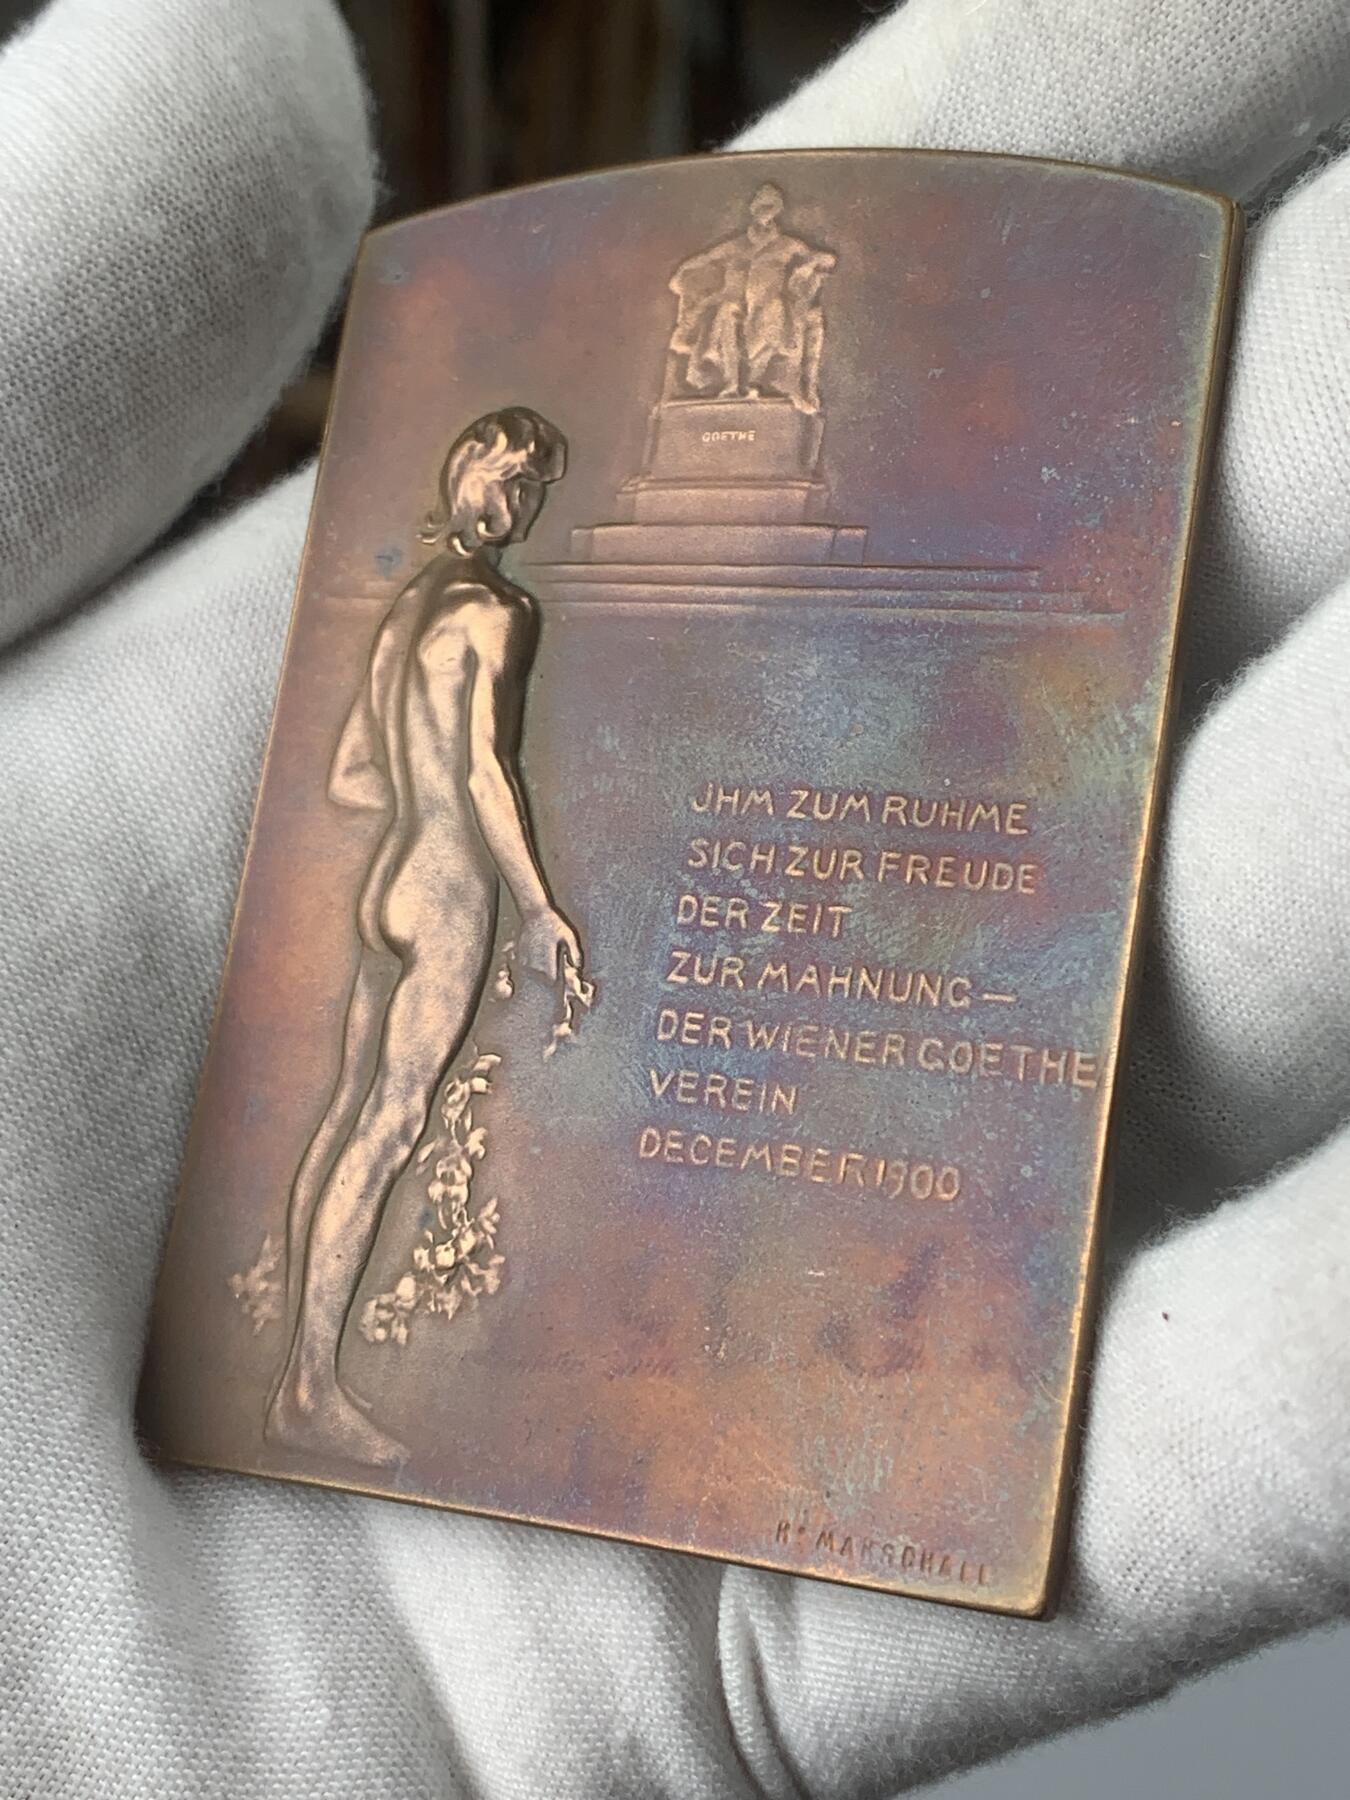 GOETHE
JHM ZUM RUHME
SICH ZUR FREUDE
DER ZEIT
ZUR MAHNUNG —
DER WIENER GOETHE
VEREIN
DECEMBER 1900
R. MARSCHALL